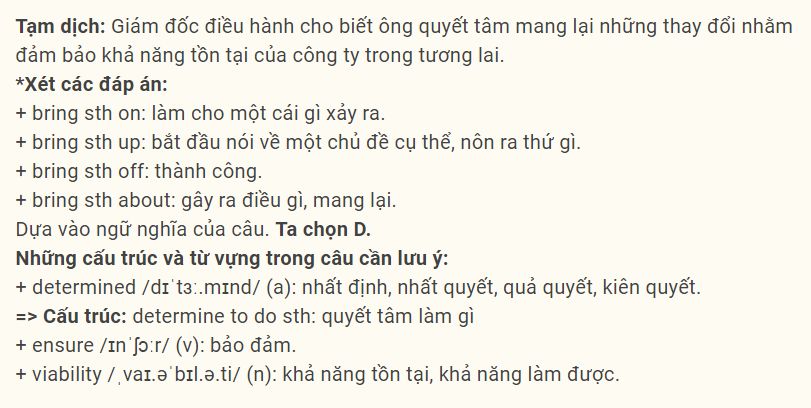 Tạm dịch: Giám đốc điều hành cho biết ông quyết tâm mang lại những thay đổi nhằm
đảm bảo khả năng tồn tại của công ty trong tương lai.
*Xét các đáp án:
+ bring sth on: làm cho một cái gì xảy ra.
+ bring sth up: bắt đầu nói về một chủ đề cụ thể, nôn ra thứ gì.
+ bring sth off: thành công.
+ bring sth about: gây ra điều gì, mang lại.
Dựa vào ngữ nghĩa của câu. Ta chọn D.
Những cấu trúc và từ vựng trong câu cần lưu ý:
+ determined /dɪˈtɜː.mɪnd/ (a): nhất định, nhất quyết, quả quyết, kiên quyết.
=> Cấu trúc: determine to do sth: quyết tâm làm gì
+ ensure /ɪnˈʃɔːr/ (v): bảo đảm.
+ viability /ˌvaɪ.əˈbɪl.ə.ti/ (n): khả năng tồn tại, khả năng làm được.